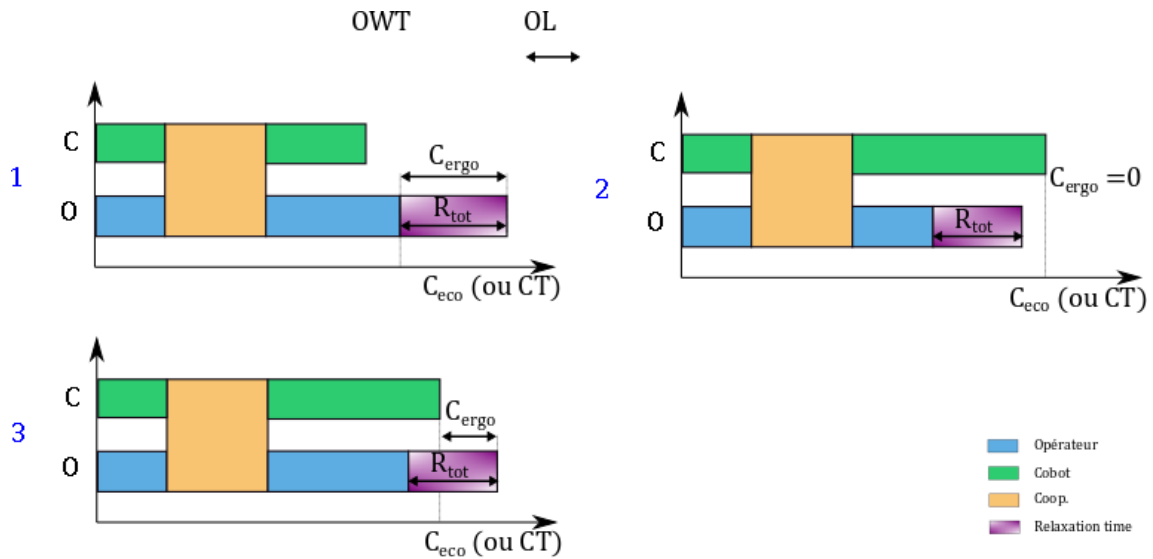 OWT OL
C
C_ergo
1
O
R_tot
C_eco (ou CT)
C
C_ergo =0
2
O
R_tot
C_eco (ou CT)
C
C_ergo
3
O
R_tot
C_eco (ou CT)
Opérateur
Cobot
Coop.
Relaxation time